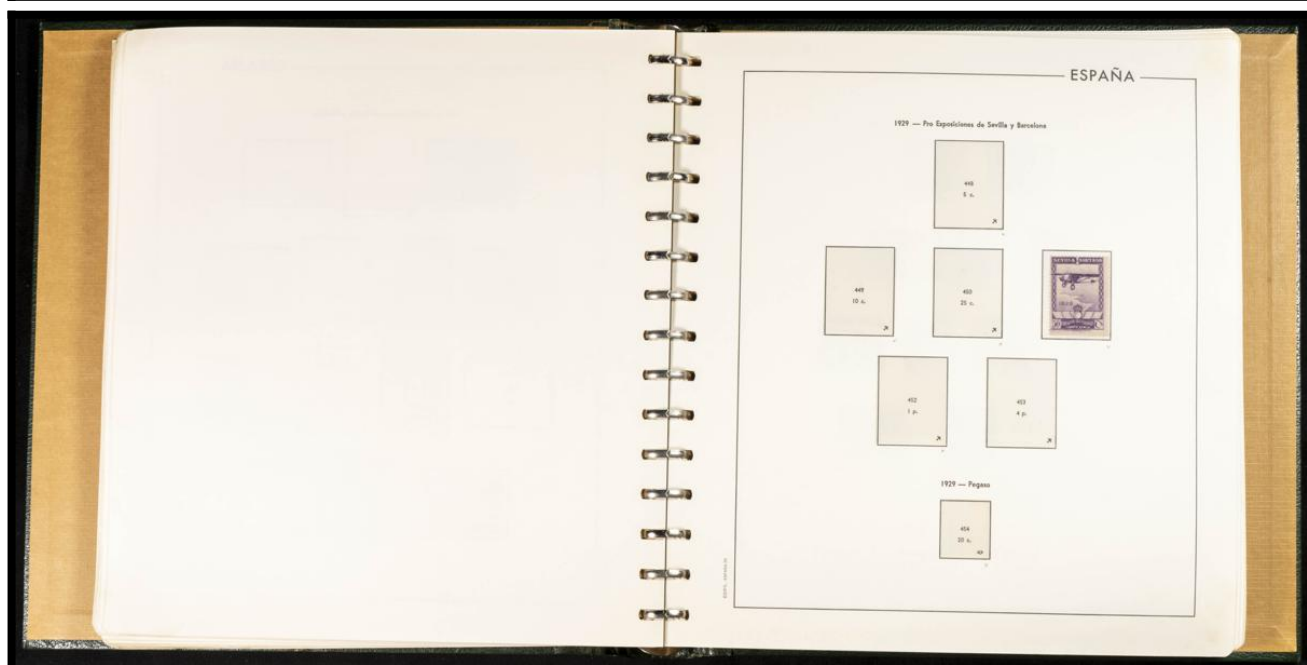 ESPAÑA
1929 — Pro Exposiciones de Sevilla y Barcelona
448
5 c.
449
10 c.
450
25 c.
452
1 p.
453
4 p.
1929 — Pegaso
454
20 c.